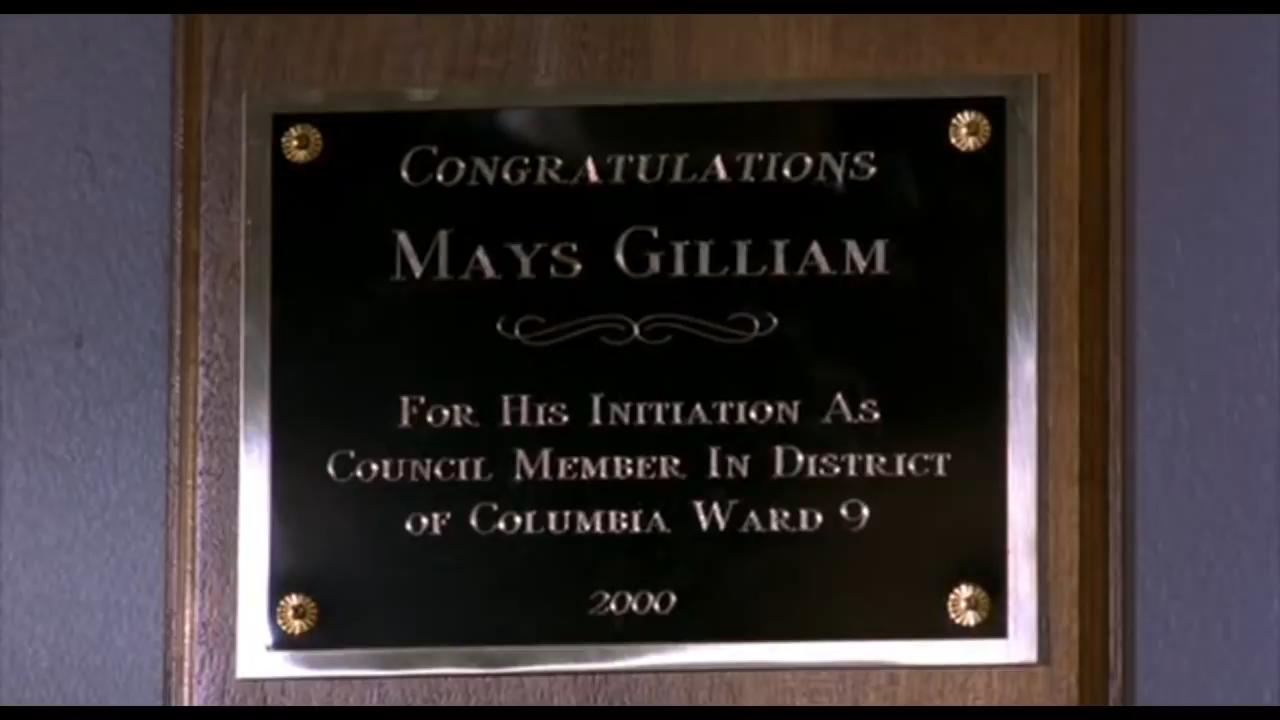 Congratulations
Mays Gilliam
For His Initiation As
Council Member In District
of Columbia Ward 9
2000